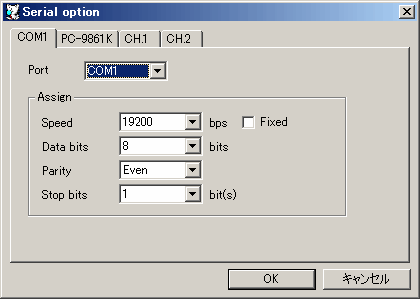 Serial option
COM1 PC-9861K CH.1 CH.2
Port COM1
Assign
Speed 19200 bps Fixed
Data bits 8 bits
Parity Even
Stop bits 1 bit(s)
OK キャンセル